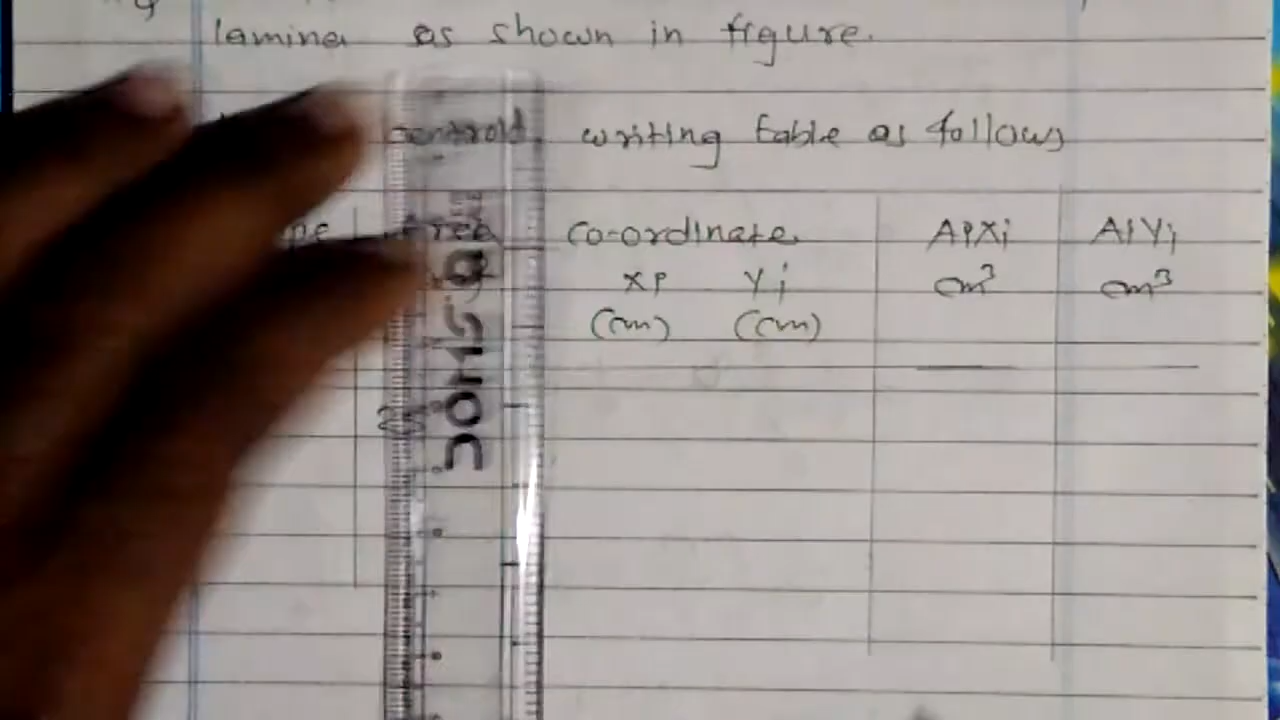 lamina as shown in figure.
centroid writing table as follows
Area Co-ordinate AiXi AiYi
Xi Yi cm³ cm³
(cm) (cm)
DOMS